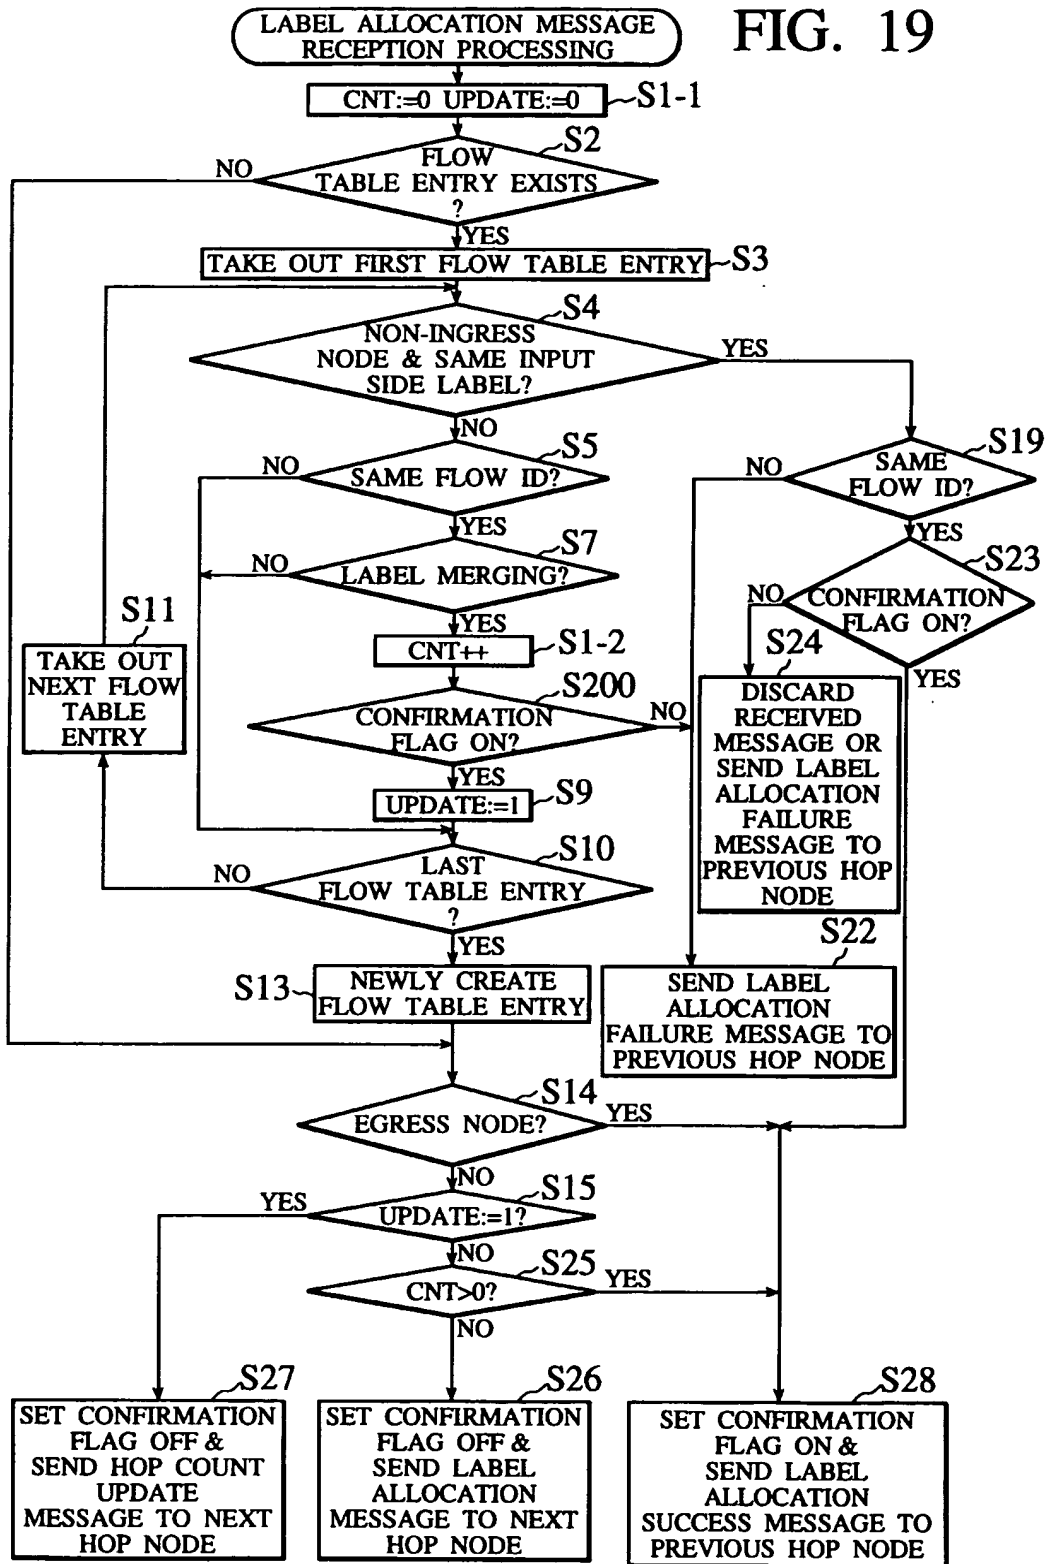 LABEL ALLOCATION MESSAGE
RECEPTION PROCESSING
FIG. 19
CNT:=0 UPDATE:=0
S1-1
S2
FLOW
TABLE ENTRY EXISTS
?
NO
YES
TAKE OUT FIRST FLOW TABLE ENTRY
S3
S4
NON-INGRESS
NODE & SAME INPUT
SIDE LABEL?
YES
NO
S5
SAME FLOW ID?
NO
YES
S19
SAME
FLOW ID?
NO
YES
S7
LABEL MERGING?
NO
YES
S23
CONFIRMATION
FLAG ON?
NO
YES
S11
TAKE OUT
NEXT FLOW
TABLE
ENTRY
CNT++
S1-2
S200
CONFIRMATION
FLAG ON?
NO
YES
S24
DISCARD
RECEIVED
MESSAGE OR
SEND LABEL
ALLOCATION
FAILURE
MESSAGE TO
PREVIOUS HOP
NODE
UPDATE:=1
S9
S10
LAST
FLOW TABLE ENTRY
?
NO
YES
S13
NEWLY CREATE
FLOW TABLE ENTRY
S22
SEND LABEL
ALLOCATION
FAILURE MESSAGE TO
PREVIOUS HOP NODE
S14
EGRESS NODE?
YES
NO
S15
UPDATE:=1?
YES
NO
S25
CNT>0?
YES
NO
S27
SET CONFIRMATION
FLAG OFF &
SEND HOP COUNT
UPDATE
MESSAGE TO NEXT
HOP NODE
S26
SET CONFIRMATION
FLAG OFF &
SEND LABEL
ALLOCATION
MESSAGE TO NEXT
HOP NODE
S28
SET CONFIRMATION
FLAG ON &
SEND LABEL
ALLOCATION
SUCCESS MESSAGE TO
PREVIOUS HOP NODE